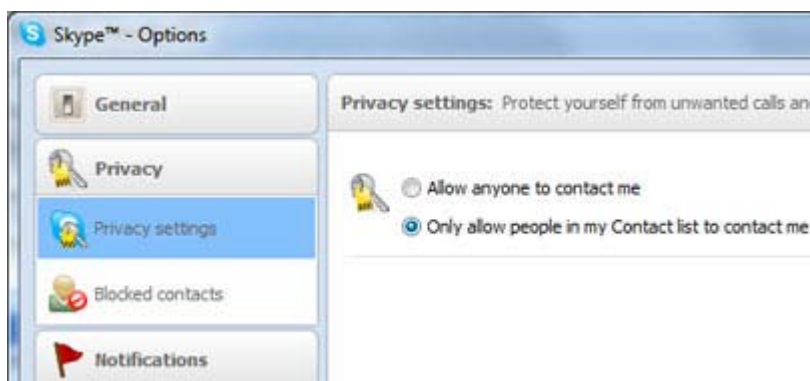 Skype™ - Options
General
Privacy settings: Protect yourself from unwanted calls an
Privacy
Allow anyone to contact me
Privacy settings
Only allow people in my Contact list to contact me
Blocked contacts
Notifications